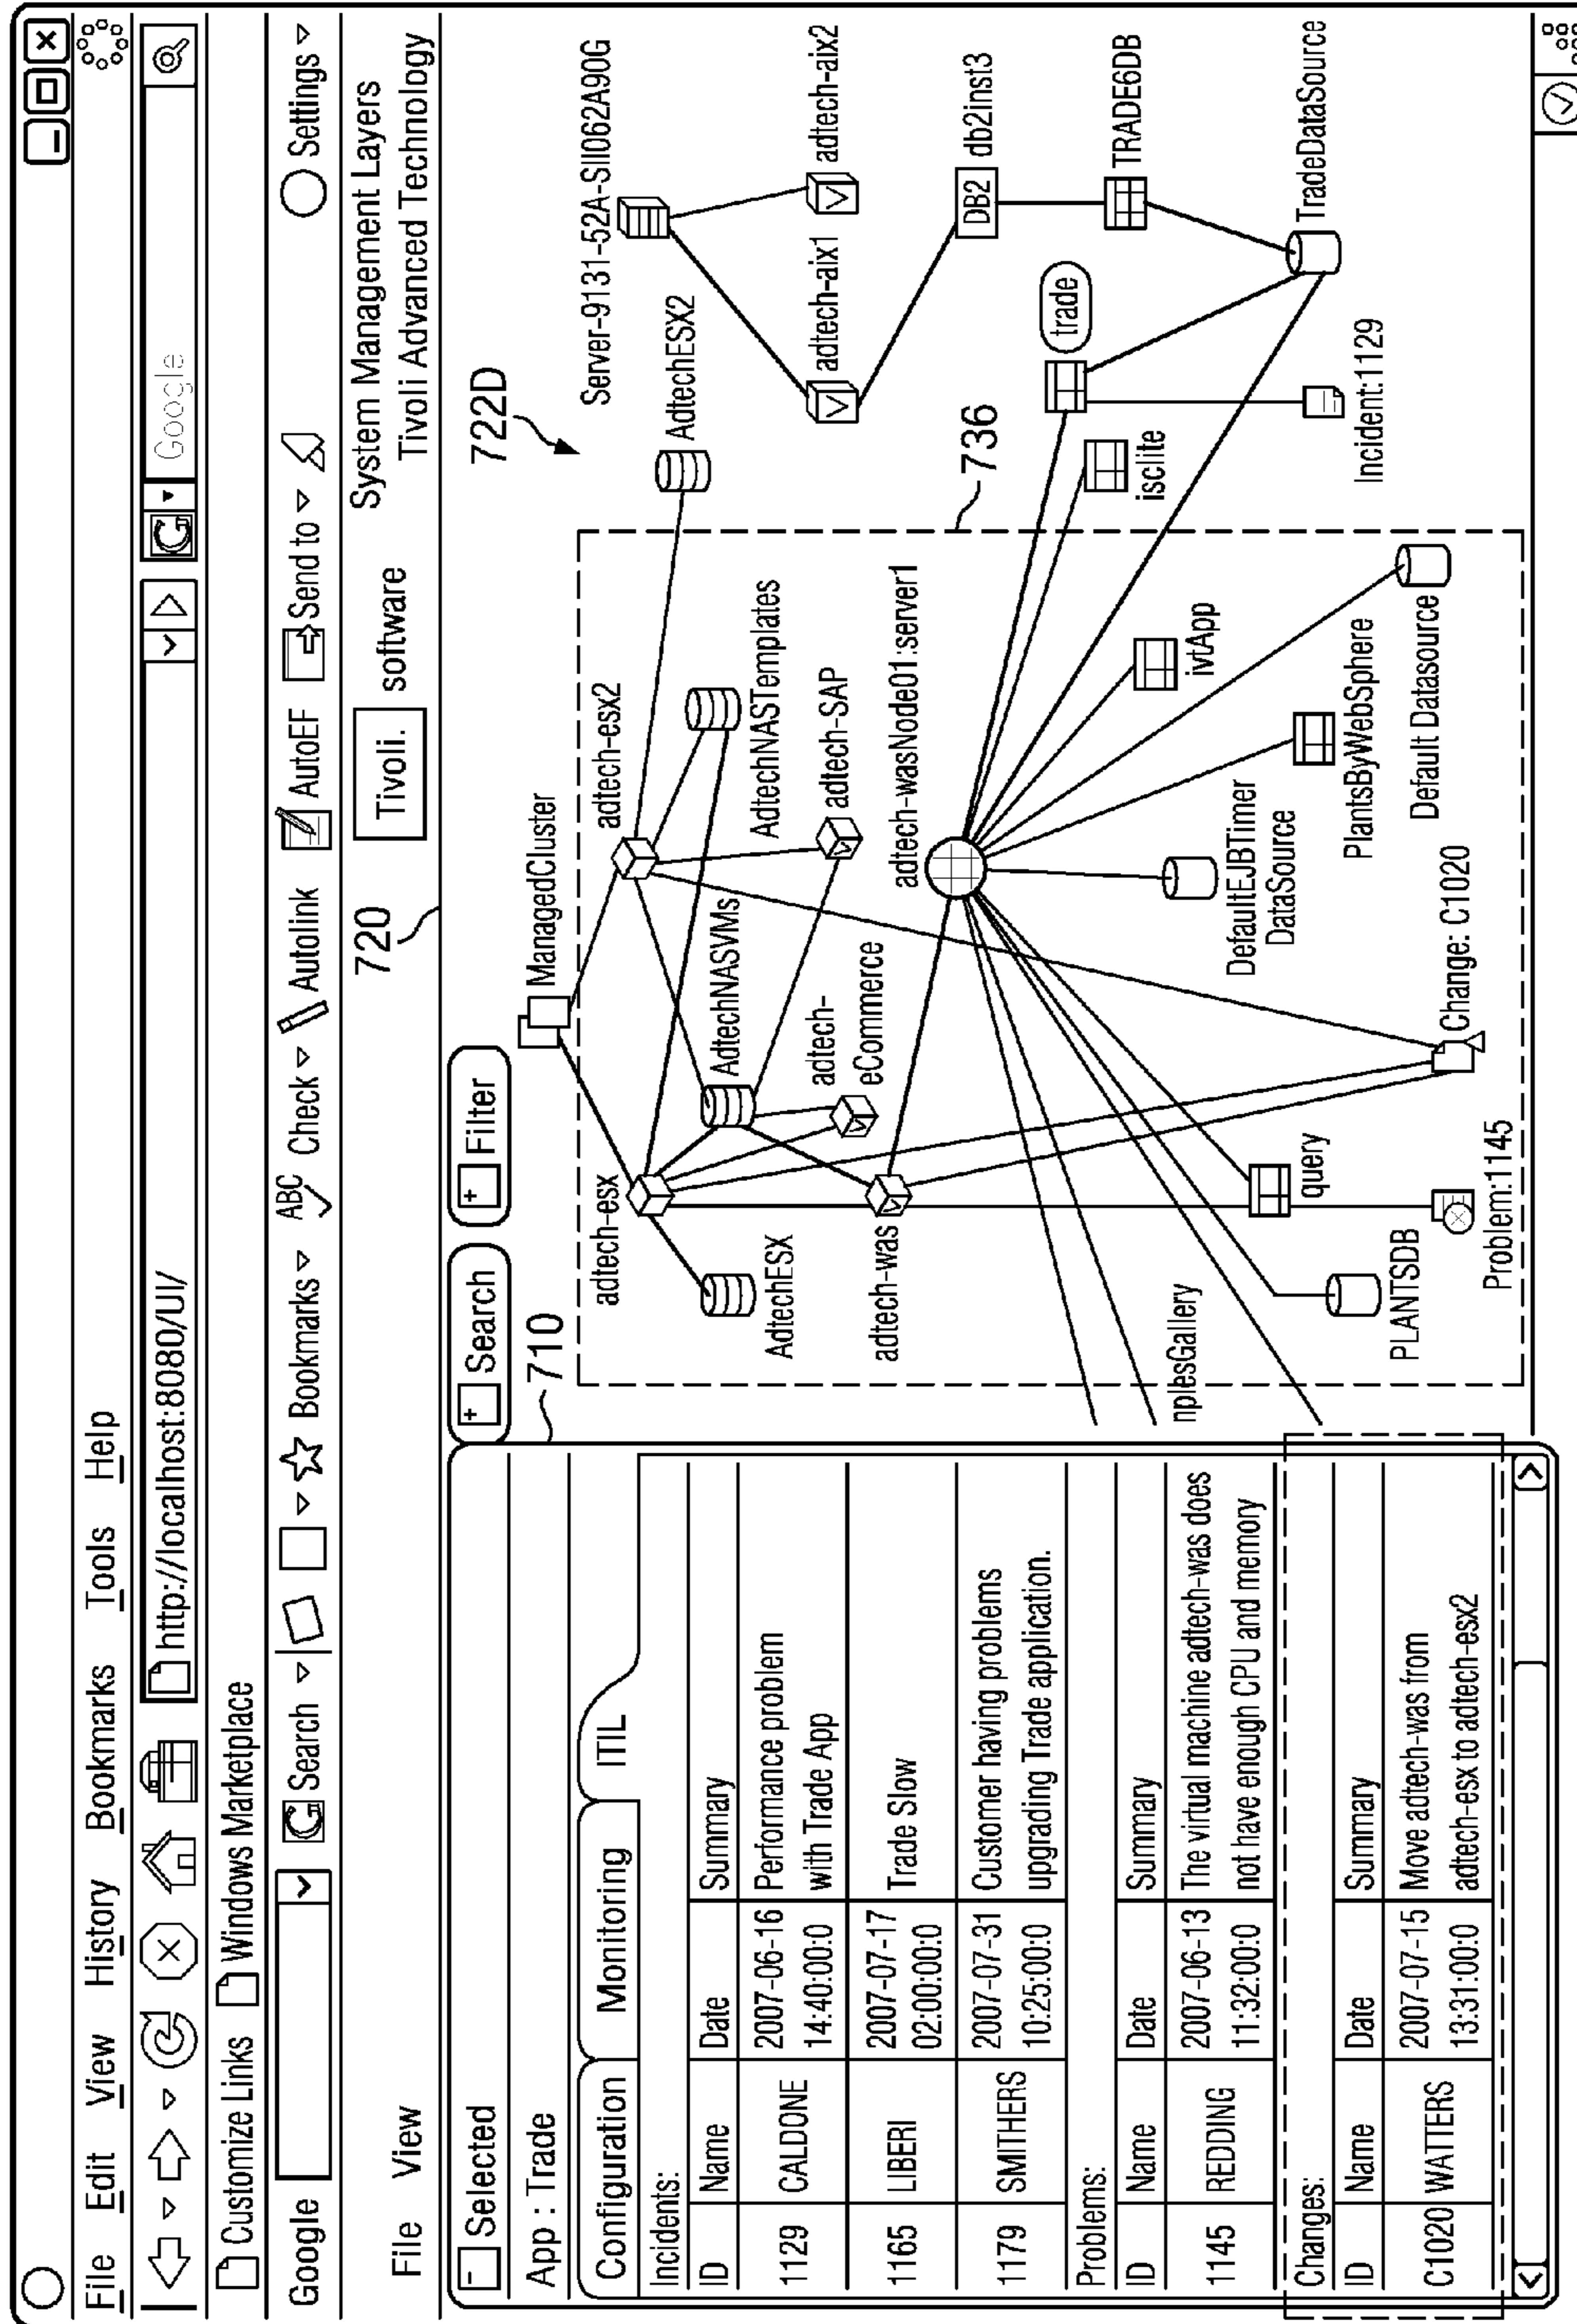 File Edit View History Bookmarks Tools Help
http://localhost:8080/UI/
G
Google
Customize Links Windows Marketplace
Google
G Search
Bookmarks
ABC Check
Autolink
AutoEF
Send to
Settings
720
Tivoli. software
System Management Layers
Tivoli Advanced Technology
File View
Selected
Search
Filter
710
App : Trade
Configuration Monitoring ITIL
Incidents:
ID Name Date Summary
1129 CALDONE 2007-06-16 Performance problem
14:40:00:0 with Trade App
1165 LIBERI 2007-07-17 Trade Slow
02:00:00:0
1179 SMITHERS 2007-07-31 Customer having problems
10:25:00:0 upgrading Trade application.
Problems:
ID Name Date Summary
1145 REDDING 2007-06-13 The virtual machine adtech-was does
11:32:00:0 not have enough CPU and memory
Changes:
ID Name Date Summary
C1020 WATTERS 2007-07-15 Move adtech-was from
13:31:00:0 adtech-esx to adtech-esx2
ManagedCluster
722D
adtech-esx
adtech-esx2
AdtechESX2
Server-9131-52A-SII062A90G
AdtechESX
AdtechNASVMs
AdtechNASTemplates
adtech-
eCommerce
adtech-SAP
adtech-aix1
adtech-aix2
adtech-was
adtech-wasNode01:server1
DB2 db2inst3
736
trade
isclite
TRADE6DB
ivtApp
nplesGallery
DefaultEJBTimer
DataSource
query
PlantsByWebSphere
TradeDataSource
Incident:1129
PLANTSDB
Default Datasource
Change: C1020
Problem:1145